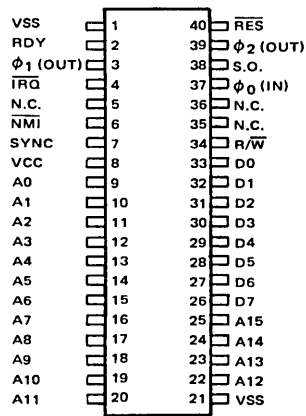 VSS 1 40 R̅E̅S̅
RDY 2 39 ϕ2 (OUT)
ϕ1 (OUT) 3 38 S.O.
I̅R̅Q̅ 4 37 ϕ0 (IN)
N.C. 5 36 N.C.
N̅M̅I̅ 6 35 N.C.
SYNC 7 34 R/W̅
VCC 8 33 D0
A0 9 32 D1
A1 10 31 D2
A2 11 30 D3
A3 12 29 D4
A4 13 28 D5
A5 14 27 D6
A6 15 26 D7
A7 16 25 A15
A8 17 24 A14
A9 18 23 A13
A10 19 22 A12
A11 20 21 VSS